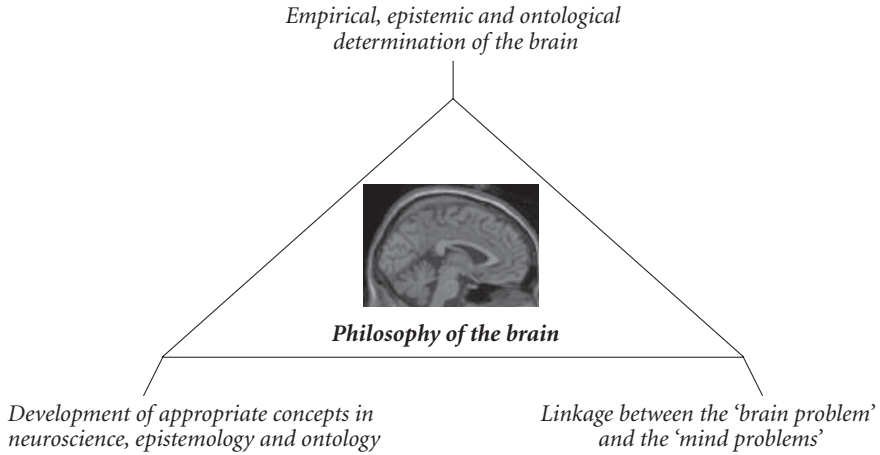 Empirical, epistemic and ontological
determination of the brain
Philosophy of the brain
Development of appropriate concepts in
neuroscience, epistemology and ontology
Linkage between the ‘brain problem’
and the ‘mind problems’